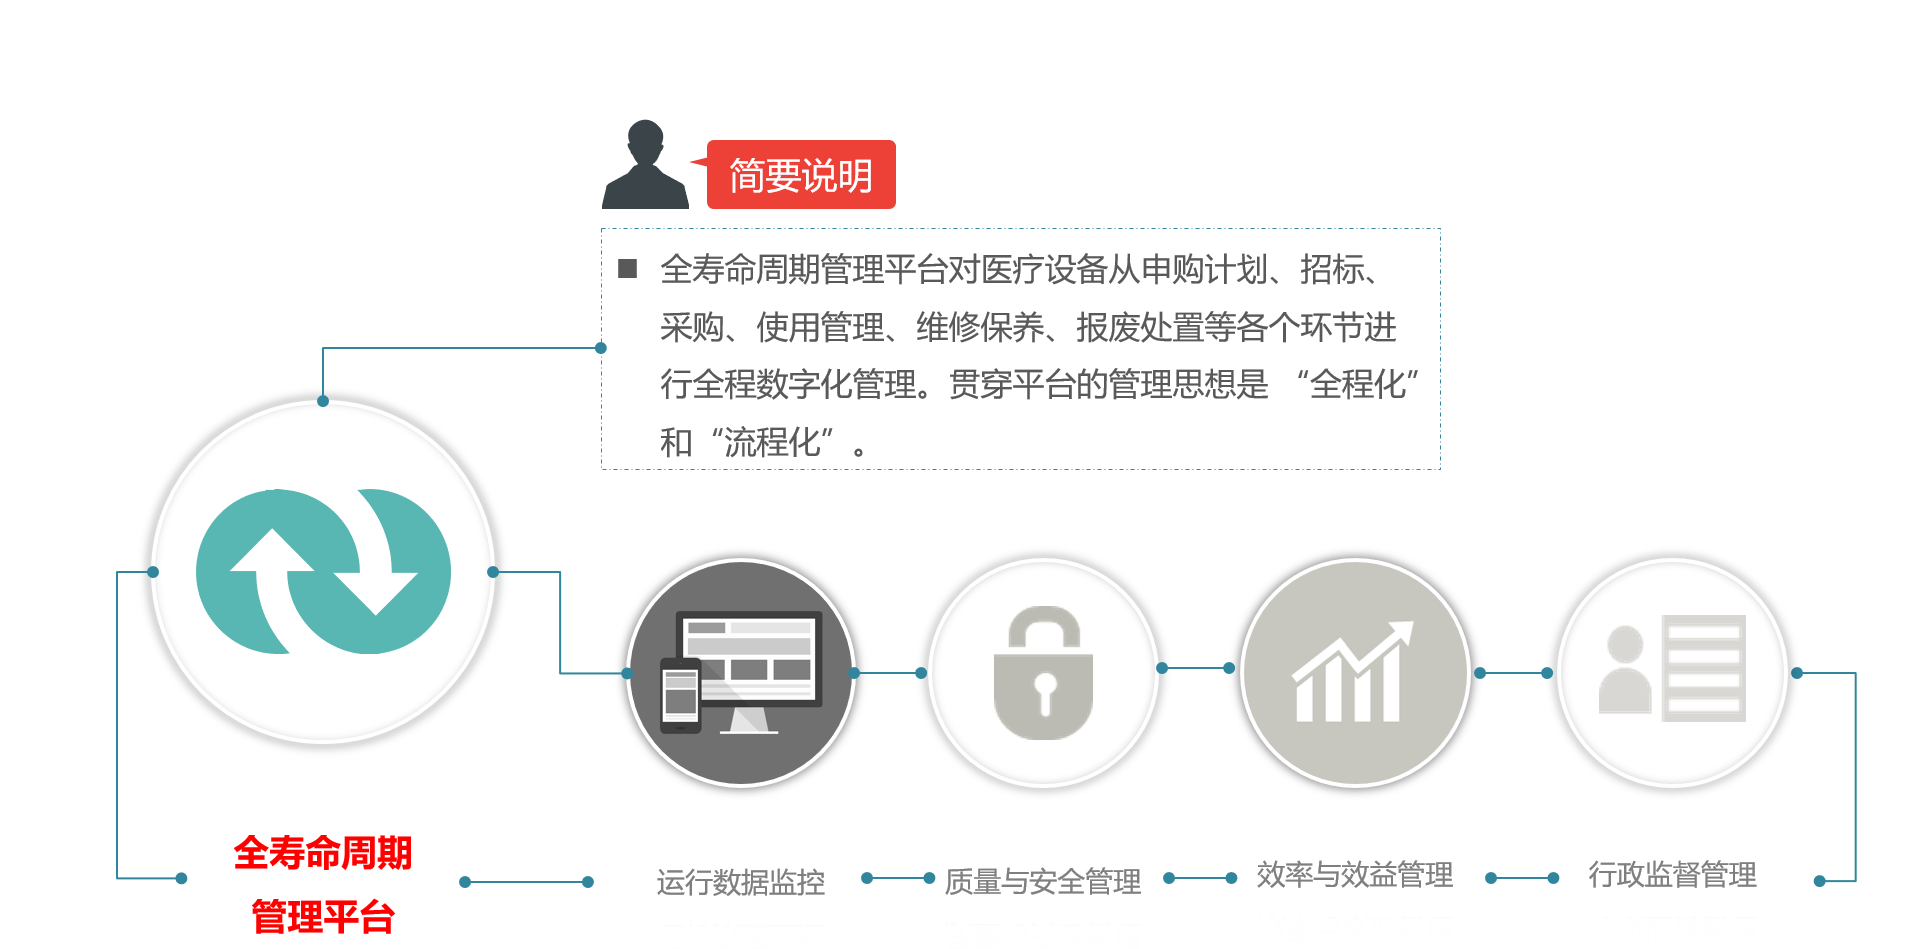 简要说明
■ 全寿命周期管理平台对医疗设备从申购计划、招标、
采购、使用管理、维修保养、报废处置等各个环节进
行全程数字化管理。贯穿平台的管理思想是 “全程化”
和“流程化”。
全寿命周期
管理平台
运行数据监控
质量与安全管理
效率与效益管理
行政监督管理